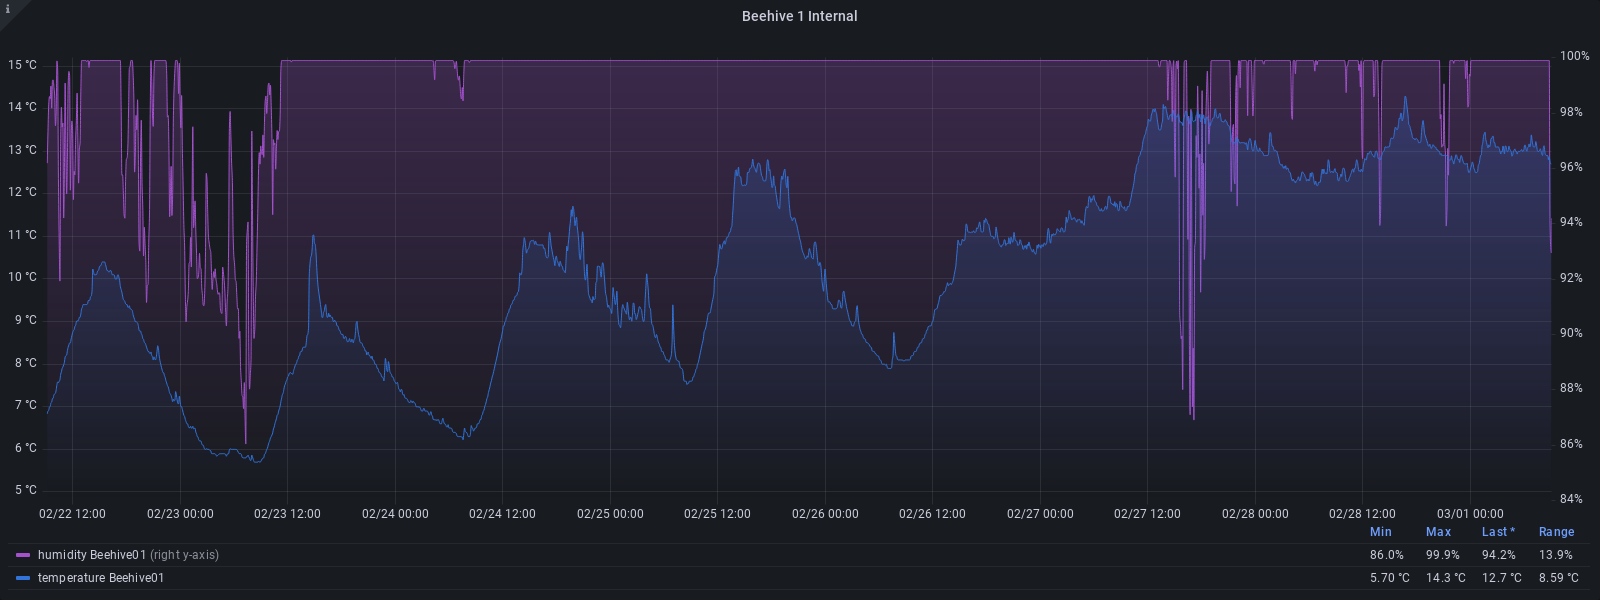 i
Beehive 1 Internal
15 °C
14 °C
13 °C
12 °C
11 °C
10 °C
9 °C
8 °C
7 °C
6 °C
5 °C
100%
98%
96%
94%
92%
90%
88%
86%
84%
02/22 12:00 02/23 00:00 02/23 12:00 02/24 00:00 02/24 12:00 02/25 00:00 02/25 12:00 02/26 00:00 02/26 12:00 02/27 00:00 02/27 12:00 02/28 00:00 02/28 12:00 03/01 00:00
Min Max Last * Range
humidity Beehive01 (right y-axis) 86.0% 99.9% 94.2% 13.9%
temperature Beehive01 5.70 °C 14.3 °C 12.7 °C 8.59 °C